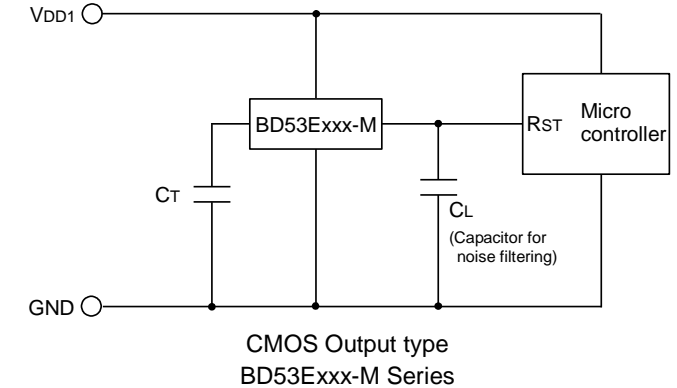 VDD1
BD53Exxx-M
RST
Micro
controller
CT
CL
(Capacitor for
noise filtering)
GND
CMOS Output type
BD53Exxx-M Series